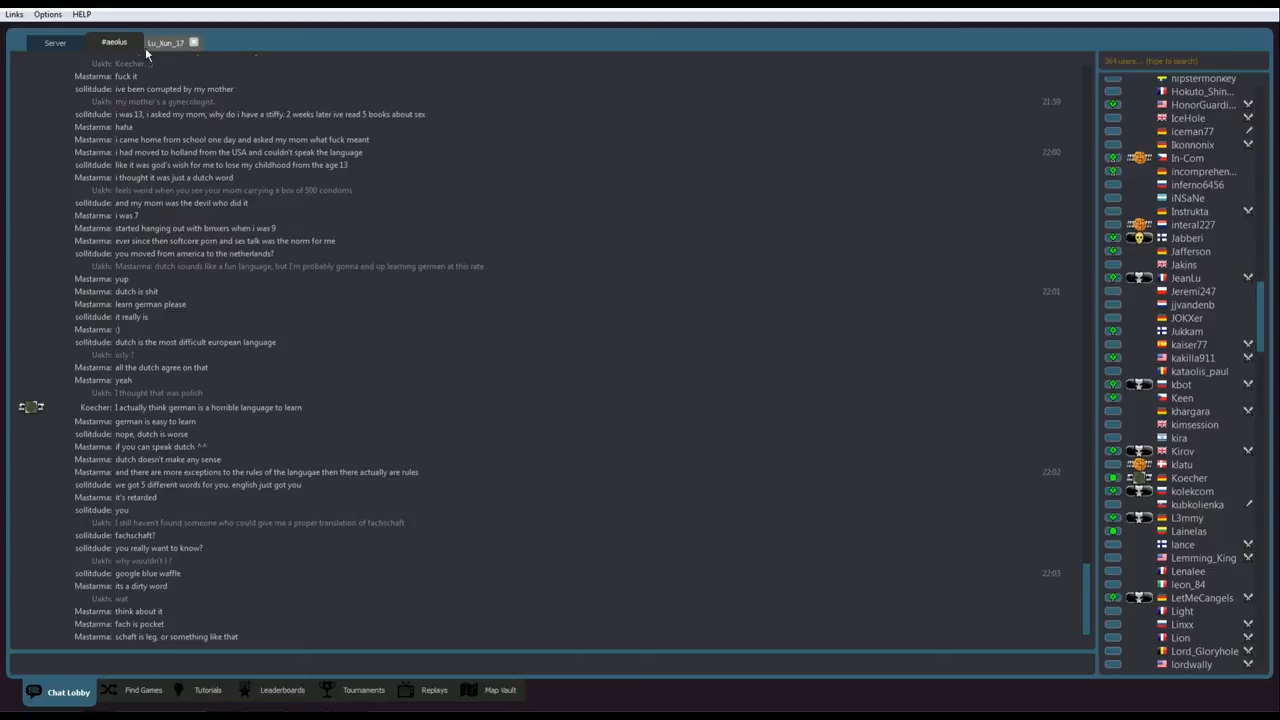 Links Options HELP
Server #aeolus Lu_Xun_17
Uakh: Koecher. ;)
Mastarma: fuck it
sollitdude: ive been corrupted by my mother
Uakh: my mother's a gynecologist. 21:59
sollitdude: i was 13, i asked my mom, why do i have a stiffy. 2 weeks later ive read 5 books about sex
Mastarma: haha
Mastarma: i came home from school one day and asked my mom what fuck meant
Mastarma: i had moved to holland from the USA and couldn't speak the language 22:00
sollitdude: like it was god's wish for me to lose my childhood from the age 13
Mastarma: i thought it was just a dutch word
Uakh: feels weird when you see your mom carrying a box of 500 condoms
sollitdude: and my mom was the devil who did it
Mastarma: i was 7
Mastarma: started hanging out with bmxers when i was 9
Mastarma: ever since then softcore porn and sex talk was the norm for me
sollitdude: you moved from america to the netherlands?
Uakh: Mastarma: dutch sounds like a fun language, but I'm probably gonna end up learning german at this rate
Mastarma: yup
Mastarma: dutch is shit 22:01
Mastarma: learn german please
sollitdude: it really is
Mastarma: :)
sollitdude: dutch is the most difficult european language
Uakh: srly ?
Mastarma: all the dutch agree on that
Mastarma: yeah
Uakh: I thought that was polish
Koecher: I actually think german is a horrible language to learn
Mastarma: german is easy to learn
sollitdude: nope, dutch is worse
Mastarma: if you can speak dutch ^^
Mastarma: dutch doesn't make any sense
Mastarma: and there are more exceptions to the rules of the langugae then there actually are rules 22:02
sollitdude: we got 5 different words for you. english just got you
Mastarma: it's retarded
sollitdude: you
Uakh: I still haven't found someone who could give me a proper translation of fachschaft
sollitdude: fachschaft?
sollitdude: you really want to know?
Uakh: why wouldn't I ?
sollitdude: google blue waffle 22:03
Mastarma: its a dirty word
Uakh: wat
Mastarma: think about it
Mastarma: fach is pocket
Mastarma: schaft is leg, or something like that
364 users... (type to search)
hipstermonkey
Hokuto_Shin...
HonorGuardi...
IceHole
iceman77
Ikonnonix
In-Com
incomprehen...
inferno6456
iNSaNe
Instrukta
interal227
Jabberi
Jafferson
Jakins
JeanLu
Jeremi247
jjvandenb
JOKXer
Jukkam
kaiser77
kakilla911
kataolis_paul
kbot
Keen
khargara
kimsession
kira
Kirov
klatu
Koecher
kolekcom
kubkolienka
L3mmy
Lainelas
lance
Lemming_King
Lenalee
leon_84
LetMeCangels
Light
Linxx
Lion
Lord_Gloryhole
lordwally
Chat Lobby Find Games Tutorials Leaderboards Tournaments Replays Map Vault